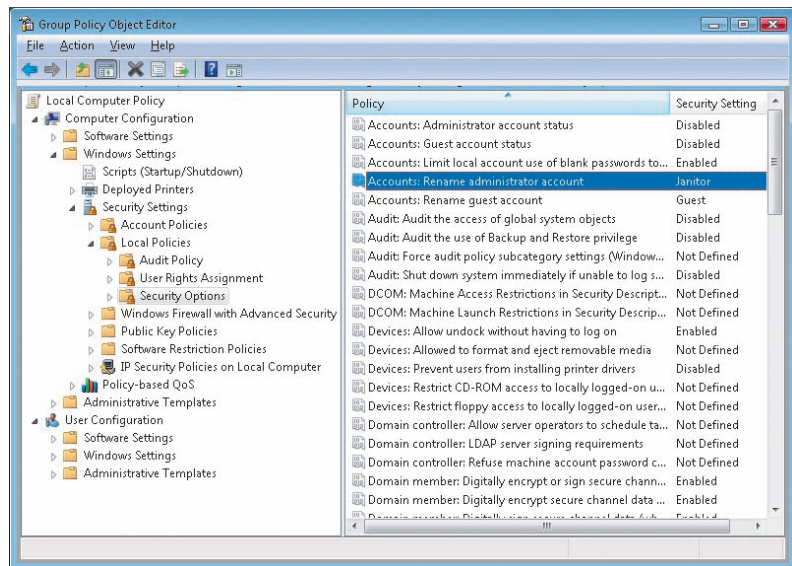 Group Policy Object Editor
File Action View Help
Local Computer Policy
Computer Configuration
Software Settings
Windows Settings
Scripts (Startup/Shutdown)
Deployed Printers
Security Settings
Account Policies
Local Policies
Audit Policy
User Rights Assignment
Security Options
Windows Firewall with Advanced Security
Public Key Policies
Software Restriction Policies
IP Security Policies on Local Computer
Policy-based QoS
Administrative Templates
User Configuration
Software Settings
Windows Settings
Administrative Templates
Policy Security Setting
Accounts: Administrator account status Disabled
Accounts: Guest account status Disabled
Accounts: Limit local account use of blank passwords to... Enabled
Accounts: Rename administrator account Janitor
Accounts: Rename guest account Guest
Audit: Audit the access of global system objects Disabled
Audit: Audit the use of Backup and Restore privilege Disabled
Audit: Force audit policy subcategory settings (Window... Not Defined
Audit: Shut down system immediately if unable to log s... Disabled
DCOM: Machine Access Restrictions in Security Descript... Not Defined
DCOM: Machine Launch Restrictions in Security Descrip... Not Defined
Devices: Allow undock without having to log on Enabled
Devices: Allowed to format and eject removable media Not Defined
Devices: Prevent users from installing printer drivers Disabled
Devices: Restrict CD-ROM access to locally logged-on u... Not Defined
Devices: Restrict floppy access to locally logged-on user... Not Defined
Domain controller: Allow server operators to schedule ta... Not Defined
Domain controller: LDAP server signing requirements Not Defined
Domain controller: Refuse machine account password c... Not Defined
Domain member: Digitally encrypt or sign secure chann... Enabled
Domain member: Digitally encrypt secure channel data ... Enabled
Domain member: Digitally sign secure channel data (wh... Enabled